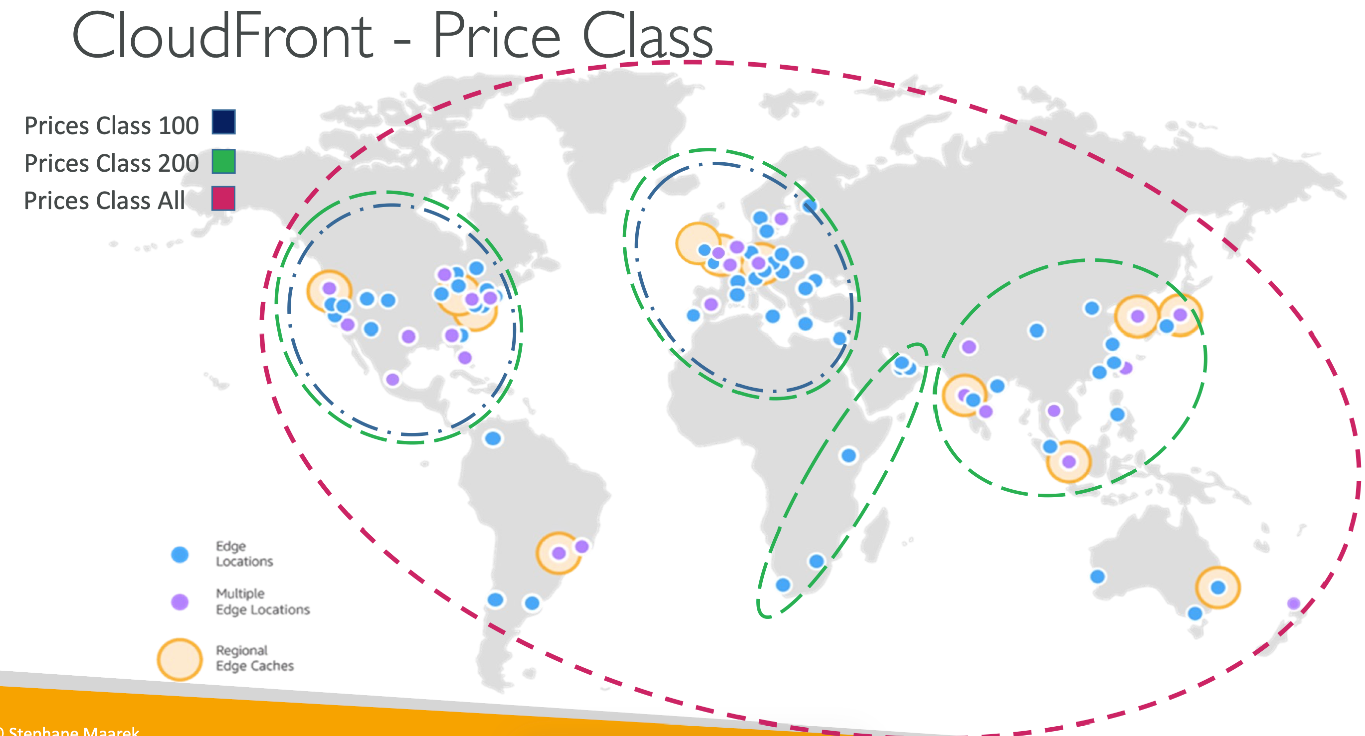 CloudFront - Price Class
Prices Class 100
Prices Class 200
Prices Class All
Edge
Locations
Multiple
Edge Locations
Regional
Edge Caches
Stephane Maarek